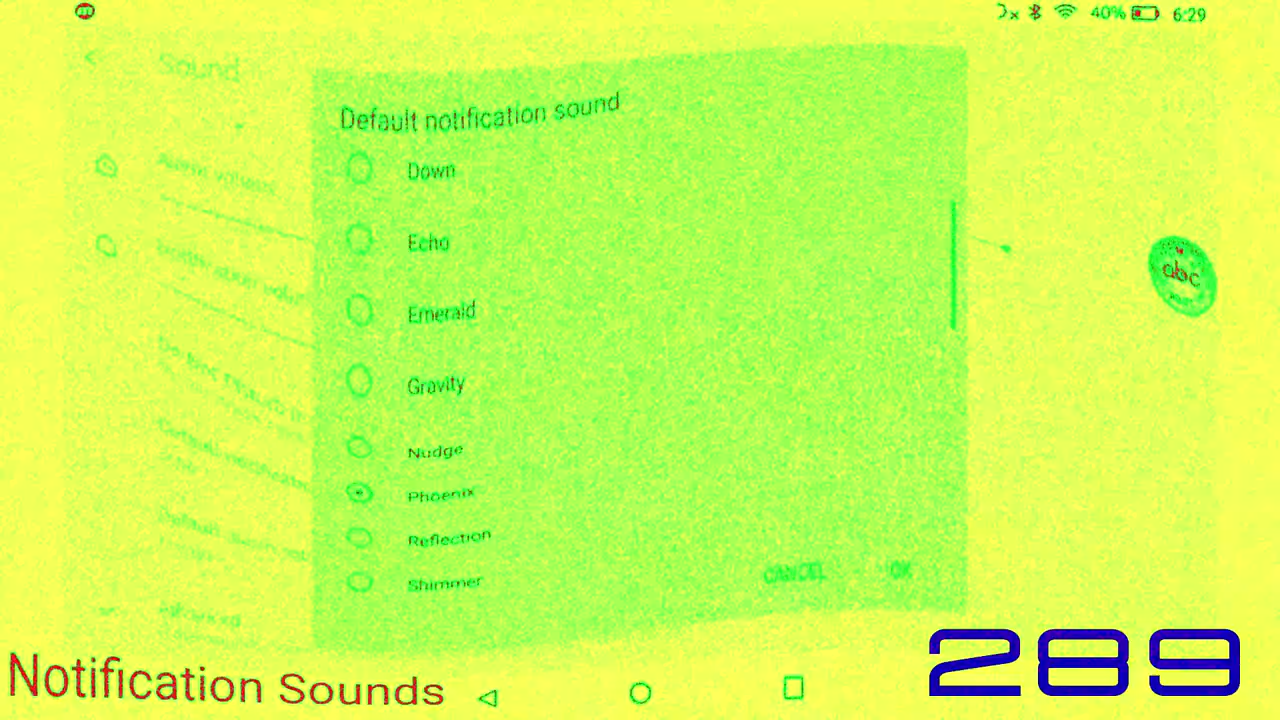 40% 6:29
Sound
Default notification sound
Down
Echo
Emerald
Gravity
Nudge
Phoenix
Reflection
Shimmer
CANCEL OK
abc
Notification Sounds
289